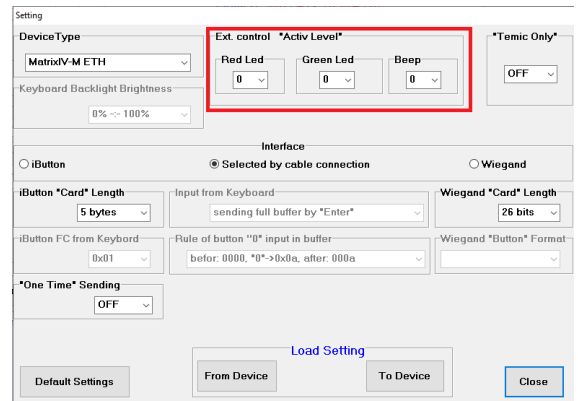 Setting
DeviceType
Ext. control "Activ Level"
"Temic Only"
MatrixIV-M ETH
Red Led
Green Led
Beep
0
0
0
OFF
Keyboard Backlight Brightness
0% -:- 100%
Interface
iButton
Selected by cable connection
Wiegand
iButton "Card" Length
Input from Keyboard
Wiegand "Card" Length
5 bytes
sending full buffer by "Enter"
26 bits
iButton FC from Keybord
Rule of button "0" input in buffer
Wiegand "Button" Format
0x01
befor: 0000, "0"->0x0a, after: 000a
"One Time" Sending
OFF
Load Setting
Default Settings
From Device
To Device
Close